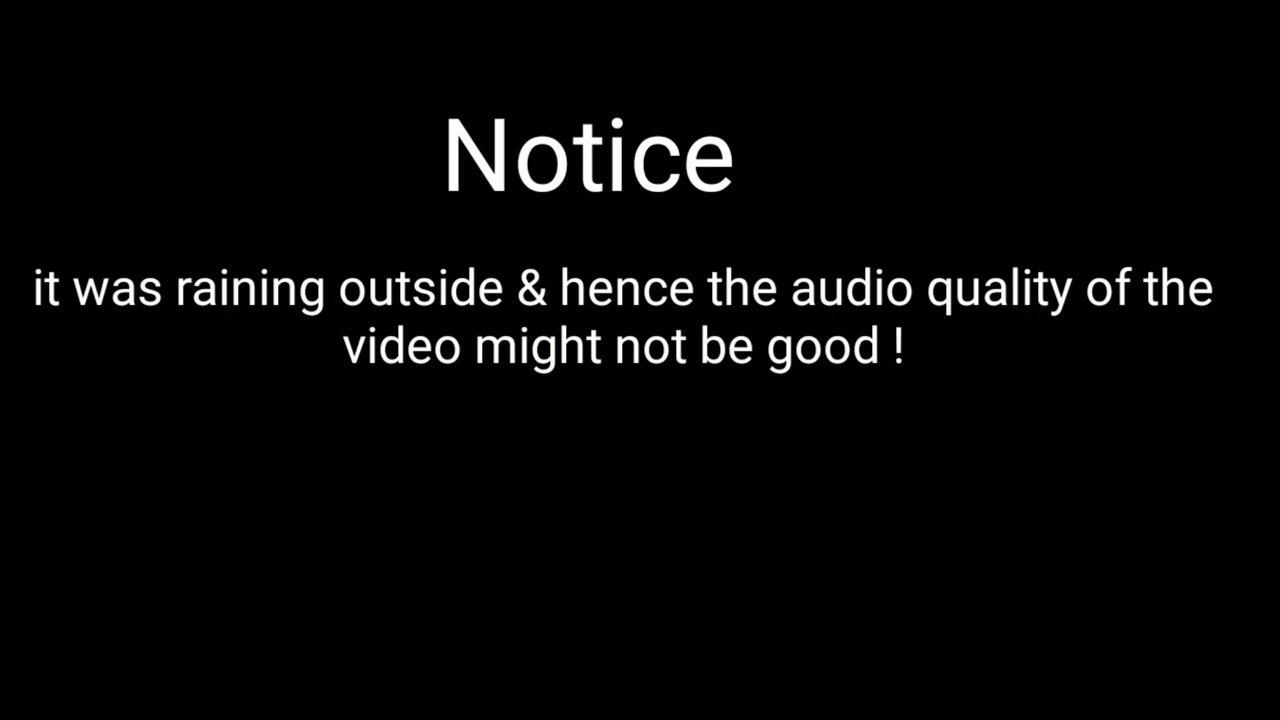 Notice
it was raining outside & hence the audio quality of the
video might not be good !